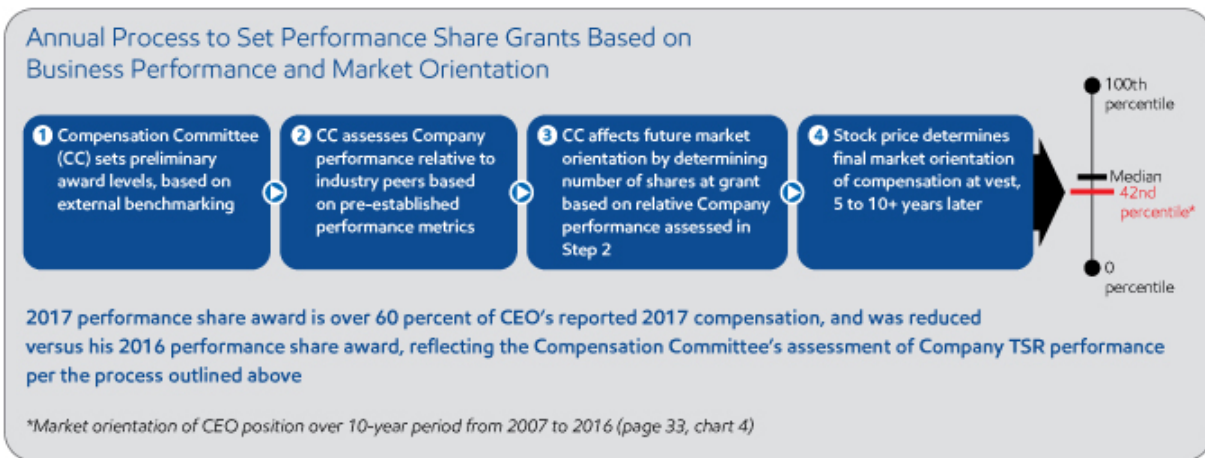 Annual Process to Set Performance Share Grants Based on
Business Performance and Market Orientation
1 Compensation Committee
(CC) sets preliminary
award levels, based on
external benchmarking
2 CC assesses Company
performance relative to
industry peers based
on pre-established
performance metrics
3 CC affects future market
orientation by determining
number of shares at grant
based on relative Company
performance assessed in
Step 2
4 Stock price determines
final market orientation
of compensation at vest,
5 to 10+ years later
100th
percentile
Median
42nd
percentile*
0
percentile
2017 performance share award is over 60 percent of CEO's reported 2017 compensation, and was reduced
versus his 2016 performance share award, reflecting the Compensation Committee's assessment of Company TSR performance
per the process outlined above
*Market orientation of CEO position over 10-year period from 2007 to 2016 (page 33, chart 4)